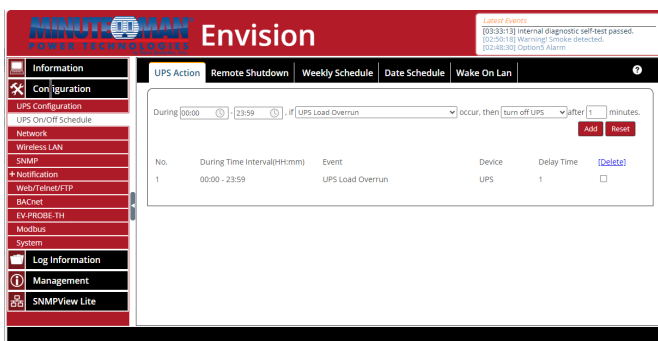 MINUTEMAN
POWER TECHNOLOGIES
Envision
Latest Events
[03:33:13] Internal diagnostic self-test passed.
[02:50:18] Warning! Smoke detected.
[02:48:30] Option5 Alarm
Information
Configuration
UPS Configuration
UPS On/Off Schedule
Network
Wireless LAN
SNMP
+Notification
Web/Telnet/FTP
BACnet
EV-PROBE-TH
Modbus
System
Log Information
Management
SNMPView Lite
UPS Action Remote Shutdown Weekly Schedule Date Schedule Wake On Lan ?
During 00:00 - 23:59 , if UPS Load Overrun occur, then turn off UPS after 1 minutes.
Add Reset
No. During Time Interval(HH:mm) Event Device Delay Time [Delete]
1 00:00 - 23:59 UPS Load Overrun UPS 1